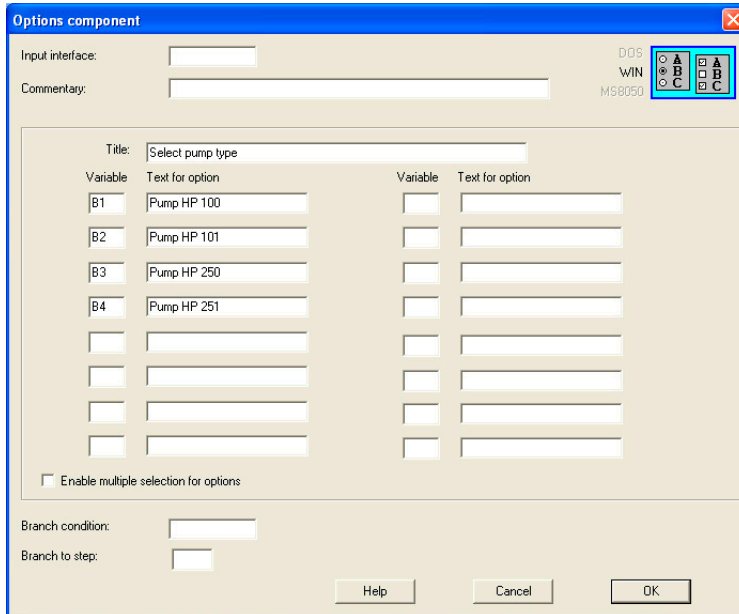 Options component
Input interface:
DOS
WIN
MS8050
A
B
C
A
B
C
Commentary:
Title: Select pump type
Variable Text for option Variable Text for option
B1 Pump HP 100
B2 Pump HP 101
B3 Pump HP 250
B4 Pump HP 251
Enable multiple selection for options
Branch condition:
Branch to step:
Help Cancel OK